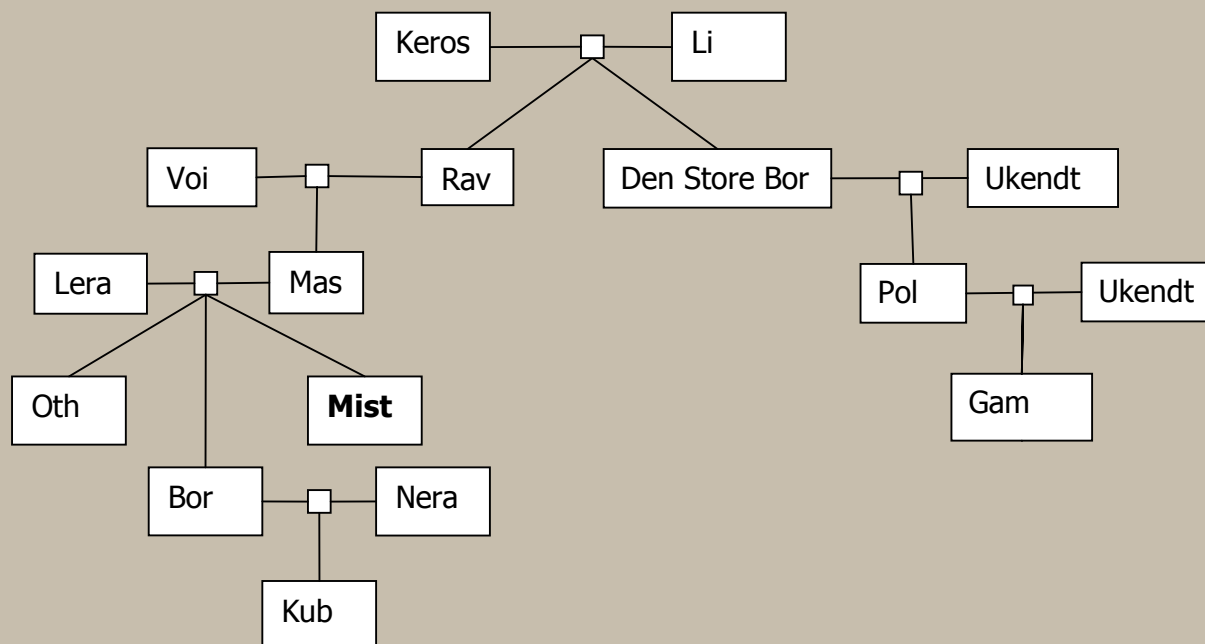 Keros
Li
Voi
Rav
Den Store Bor
Ukendt
Lera
Mas
Pol
Ukendt
Oth
Mist
Gam
Bor
Nera
Kub